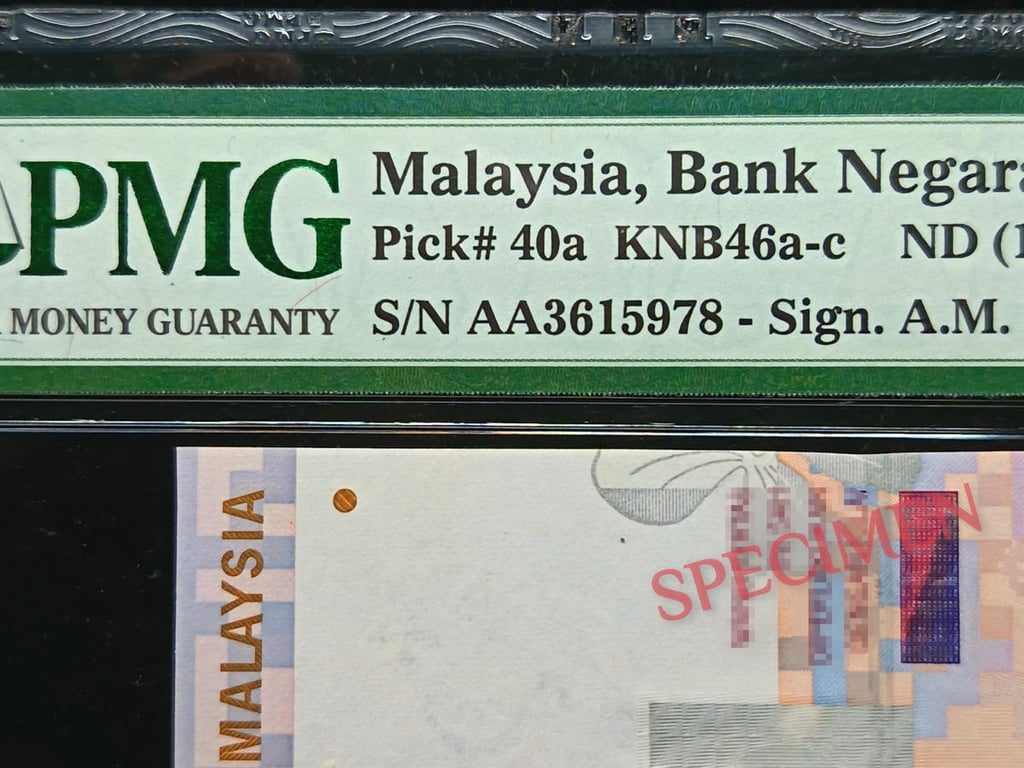 PMG
MONEY GUARANTY
Malaysia, Bank Negara
Pick# 40a KNB46a-c ND (1
S/N AA3615978 - Sign. A.M.
MALAYSIA
SPECIMEN